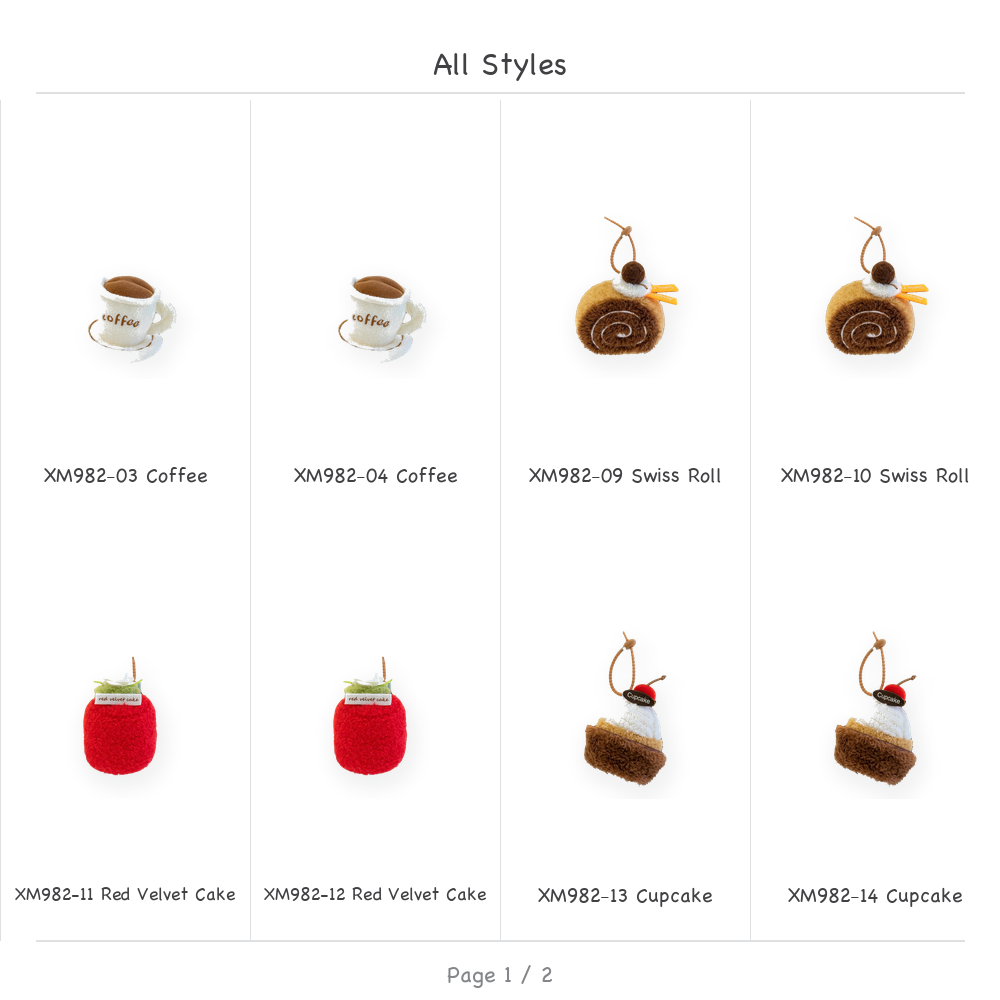 All Styles
coffee
coffee
XM982-03 Coffee
XM982-04 Coffee
XM982-09 Swiss Roll
XM982-10 Swiss Roll
red velvet cake
red velvet cake
Cupcake
Cupcake
XM982-11 Red Velvet Cake
XM982-12 Red Velvet Cake
XM982-13 Cupcake
XM982-14 Cupcake
Page 1 / 2